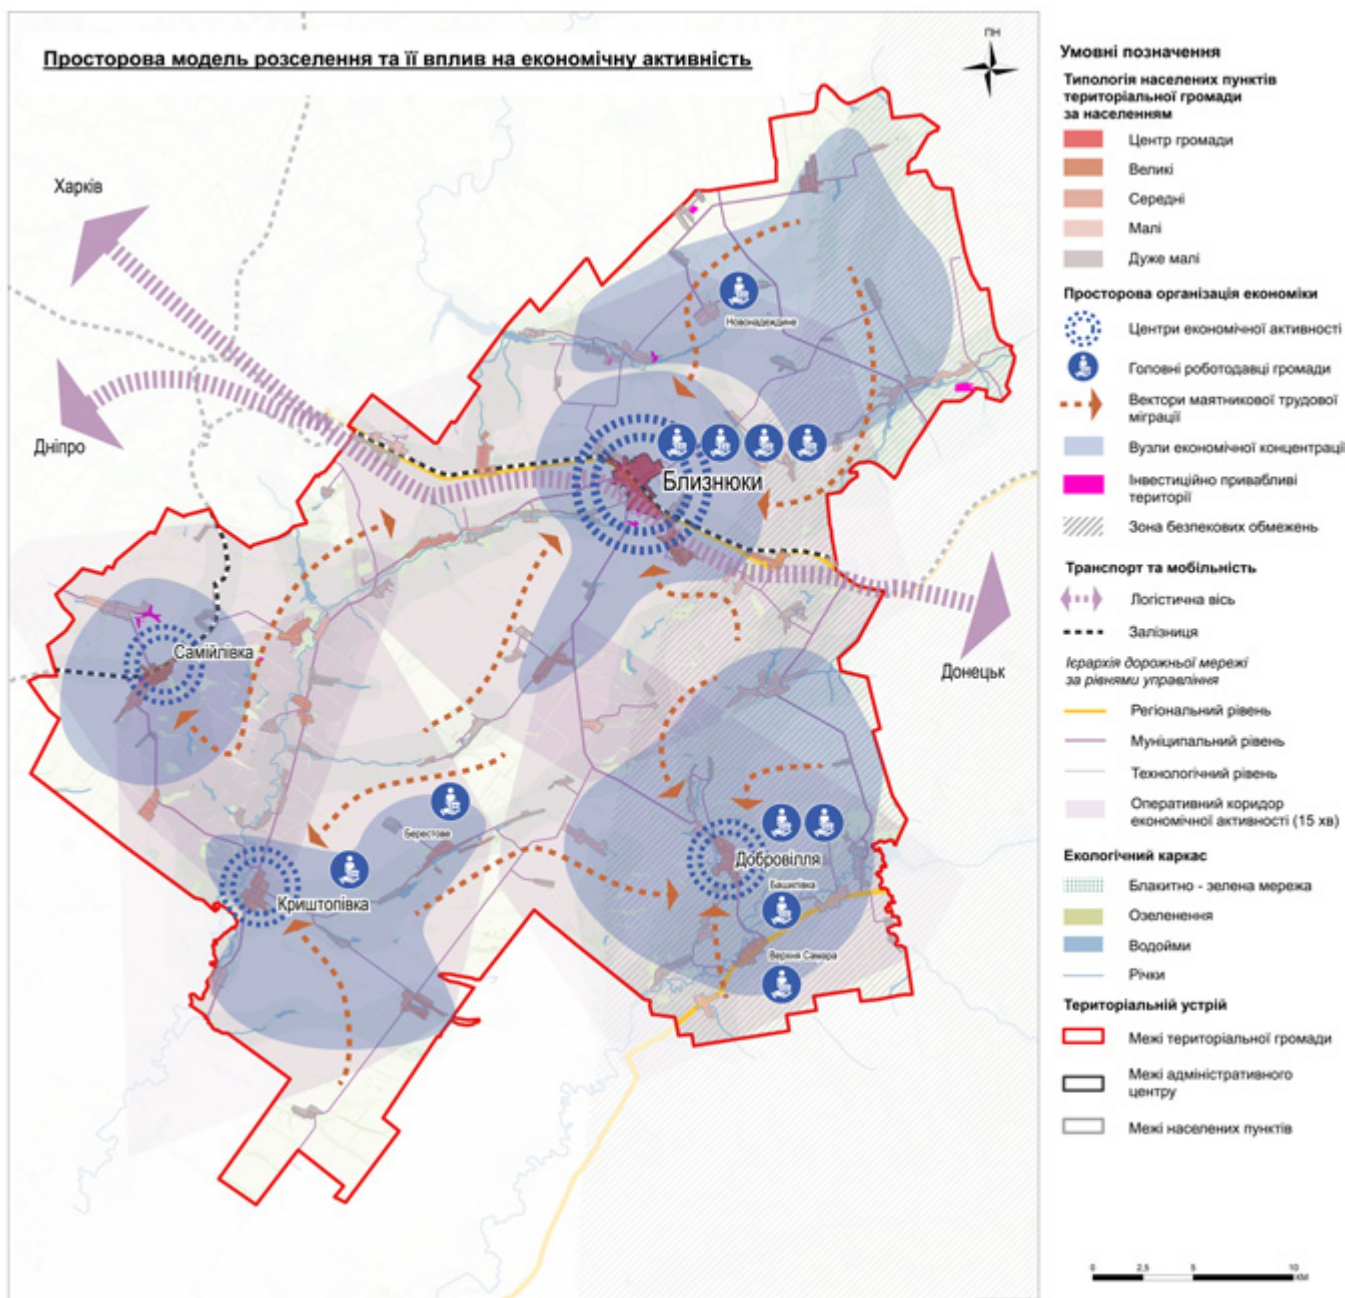 Просторова модель розселення та її вплив на економічну активність
ПН
Харків
Дніпро
Новонадеждине
Близнюки
Самійлівка
Донецьк
Берестове
Добровілля
Криштопівка
Башилівка
Верхня Самара
Умовні позначення
Типологія населених пунктів
територіальної громади
за населенням
Центр громади
Великі
Середні
Малі
Дуже малі
Просторова організація економіки
Центри економічної активності
Головні роботодавці громади
Вектори маятникової трудової
міграції
Вузли економічної концентрації
Інвестиційно привабливі
території
Зона безпекових обмежень
Транспорт та мобільність
Логістична вісь
Залізниця
Ієрархія дорожньої мережі
за рівнями управління
Регіональний рівень
Муніципальний рівень
Технологічний рівень
Оперативний коридор
економічної активності (15 хв)
Екологічний каркас
Блакитно - зелена мережа
Озеленення
Водойми
Річки
Територіальній устрій
Межі територіальної громади
Межі адміністративного
центру
Межі населених пунктів
0 2,5 5 10
КМ